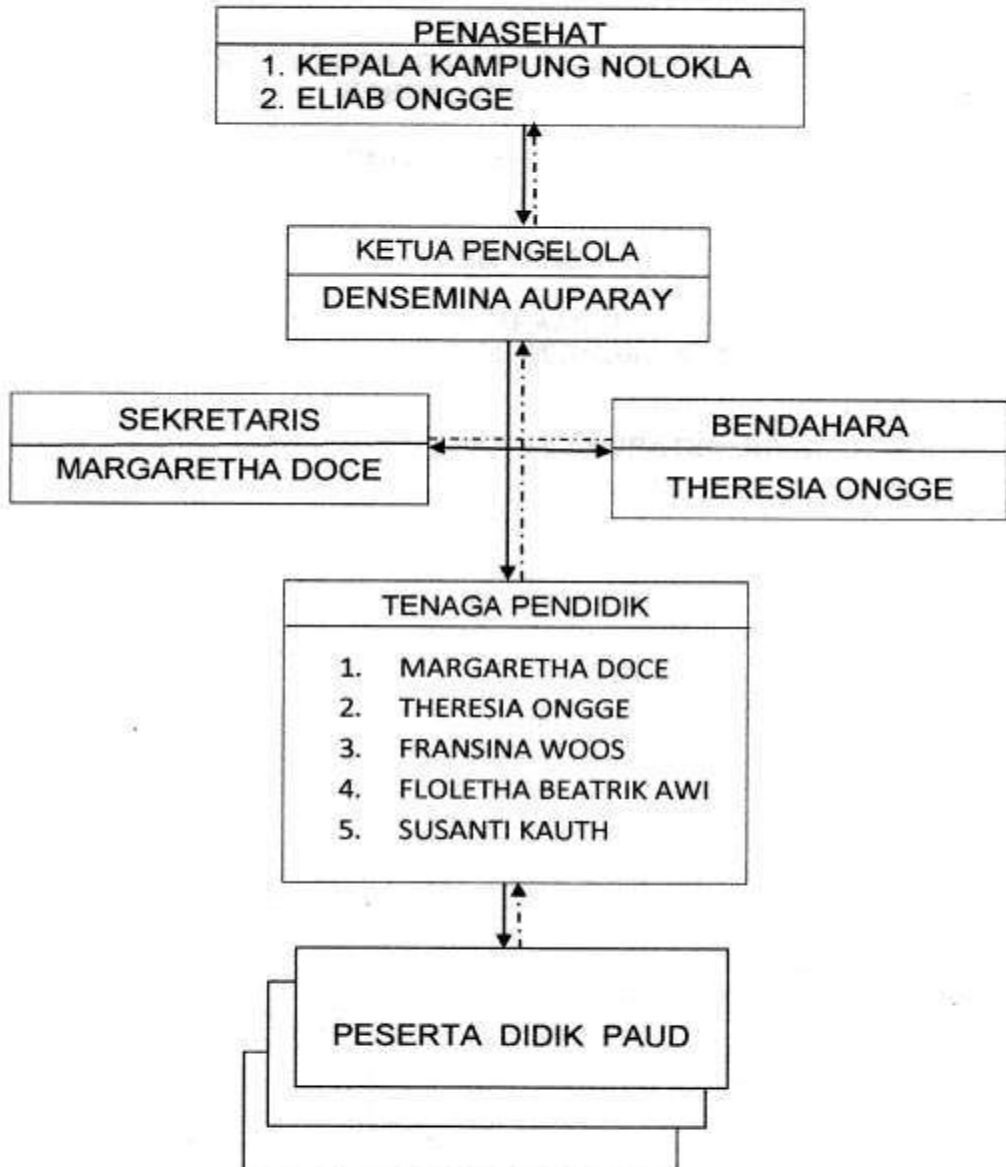 PENASEHAT
1. KEPALA KAMPUNG NOLOKLA
2. ELIAB ONGGE
KETUA PENGELOLA
DENSEMINA AUPARAY
SEKRETARIS
MARGARETHA DOCE
BENDAHARA
THERESIA ONGGE
TENAGA PENDIDIK
1. MARGARETHA DOCE
2. THERESIA ONGGE
3. FRANSINA WOOS
4. FLOLETHA BEATRIK AWI
5. SUSANTI KAUTH
PESERTA DIDIK PAUD